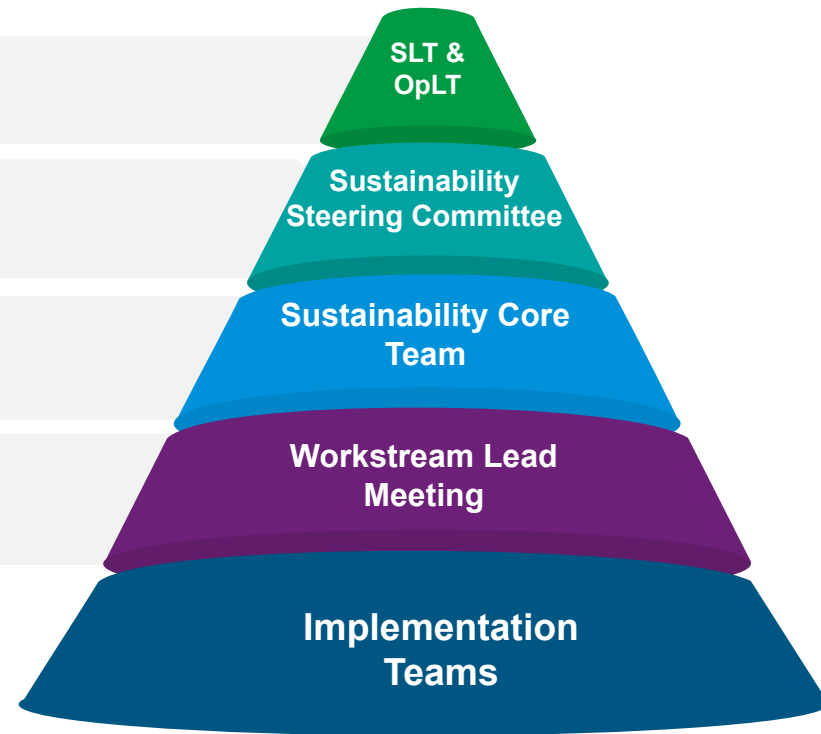 SLT &
OpLT
Sustainability
Steering Committee
Sustainability Core
Team
Workstream Lead
Meeting
Implementation
Teams